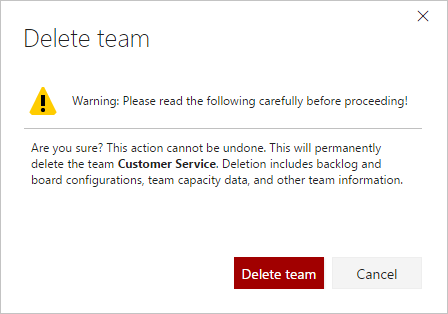 Delete team
Warning: Please read the following carefully before proceeding!
Are you sure? This action cannot be undone. This will permanently
delete the team Customer Service. Deletion includes backlog and
board configurations, team capacity data, and other team information.
Delete team
Cancel